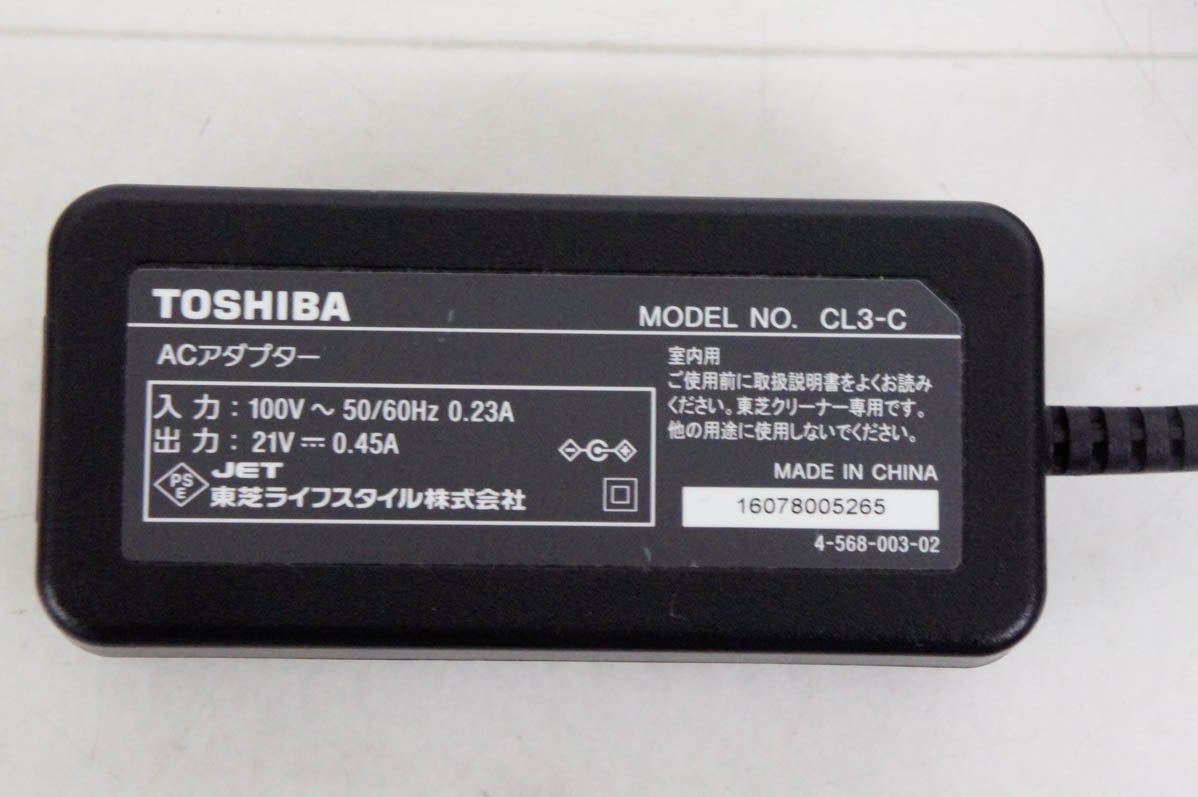 TOSHIBA
MODEL NO. CL3-C
ACアダプター
入力：100V～ 50/60Hz 0.23A
出力：21V⎓ 0.45A
PS
E
JET
東芝ライフスタイル株式会社
室内用
ご使用前に取扱説明書をよくお読み
ください。東芝クリーナー専用です。
他の用途に使用しないでください。
MADE IN CHINA
16078005265
4-568-003-02